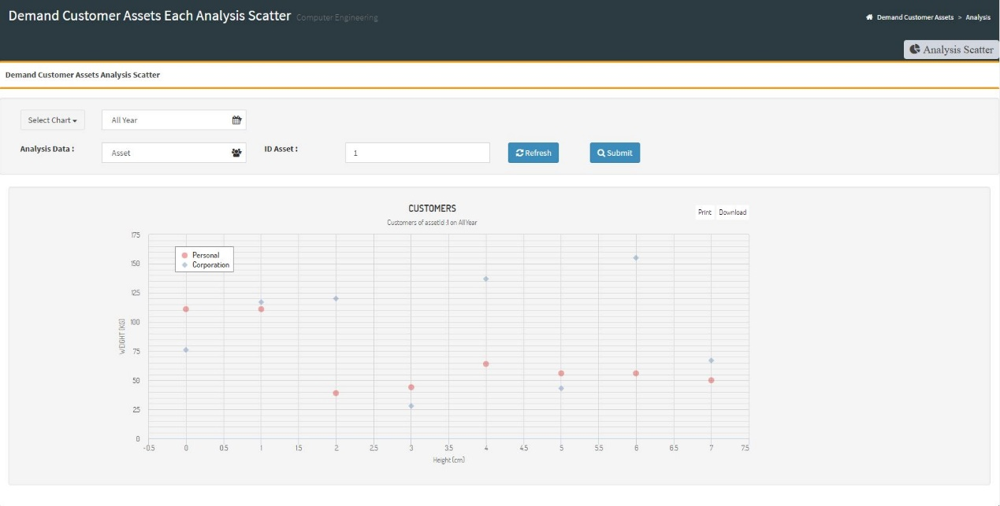 Demand Customer Assets Each Analysis Scatter Computer Engineering
Demand Customer Assets > Analysis
Analysis Scatter
Demand Customer Assets Analysis Scatter
Select Chart All Year
Analysis Data : Asset ID Asset : 1 Refresh Submit
CUSTOMERS
Customers of assetId :1 on All Year
Print Download
175
150
125
100
75
50
25
0
WEIGHT (KG)
Personal
Corporation
-0.5 0 0.5 1 1.5 2 2.5 3 3.5 4 4.5 5 5.5 6 6.5 7 7.5
Height (cm)